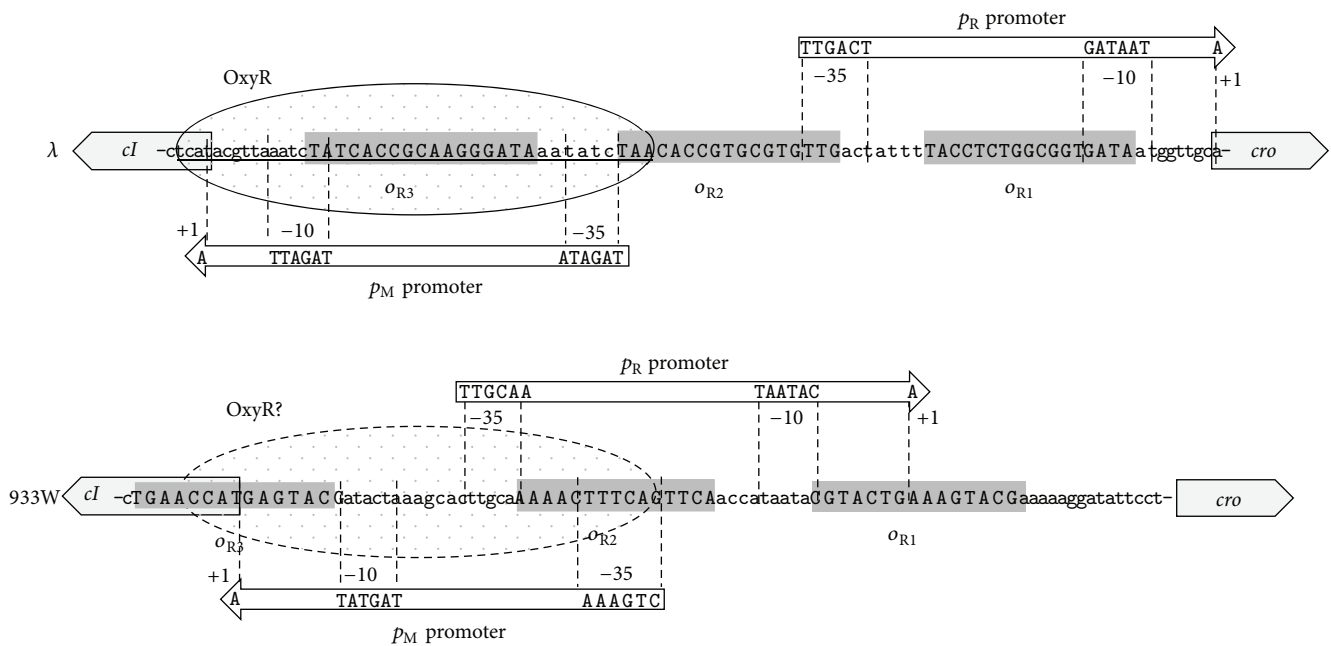 pR promoter
TTGACT GATAAT A
OxyR −35 −10 +1
λ cI –ctcatacgttaaatcTATCACCGCAAGGGATAaatatcTAACACCGTGCGTGTTGactattttTACCTCTGGCGGTGATAatggttgca– cro
oR3 oR2 oR1
+1 −10 −35
A TTAGAT ATAGAT
pM promoter
pR promoter
TTGCAA TAATAC A
OxyR? −35 −10 +1
933W cI –cTGAACCATGAGTACGatactaaagcacttgcaAAAACTTTCAGTTCAaccataataCGTACTGAAAGTACGaaaaaggatattcct– cro
oR3 oR2 oR1
+1 −10 −35
A TATGAT AAAGTC
pM promoter